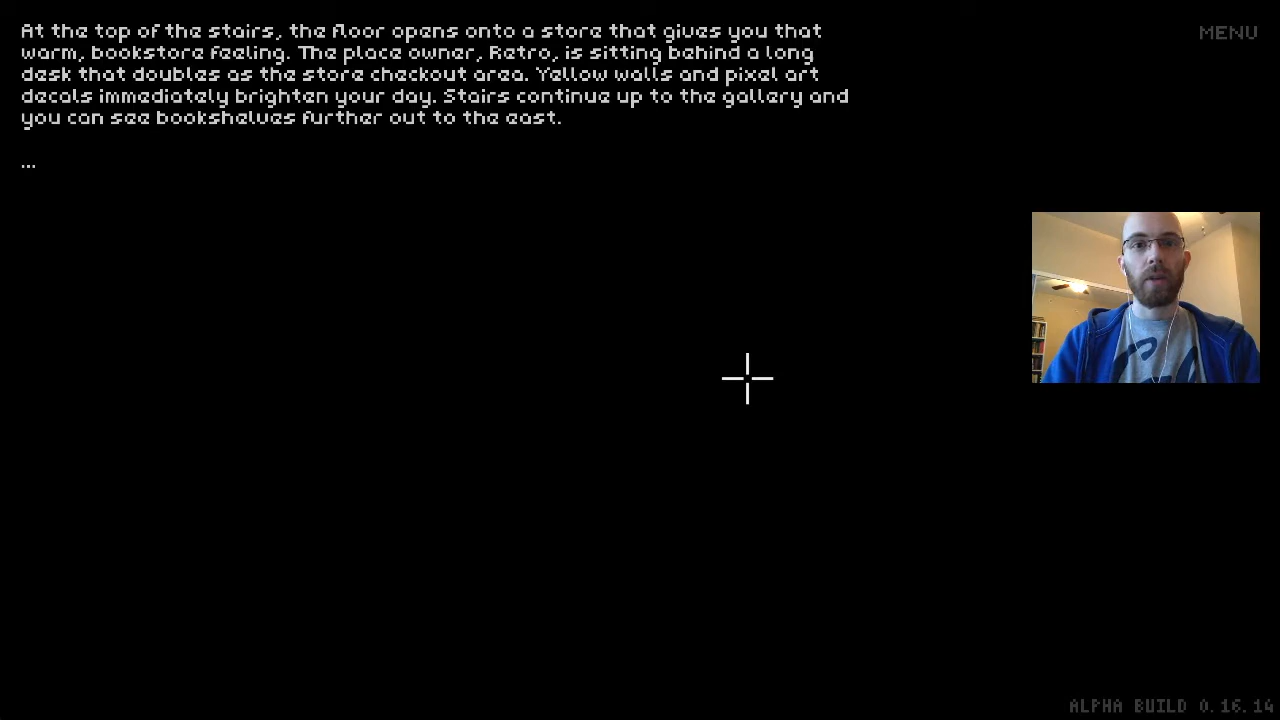 At the top of the stairs, the floor opens onto a store that gives you that
warm, bookstore feeling. The place owner, Retro, is sitting behind a long
desk that doubles as the store checkout area. Yellow walls and pixel art
decals immediately brighten your day. Stairs continue up to the gallery and
you can see bookshelves further out to the east.
...
MENU
ALPHA BUILD 0.16.14